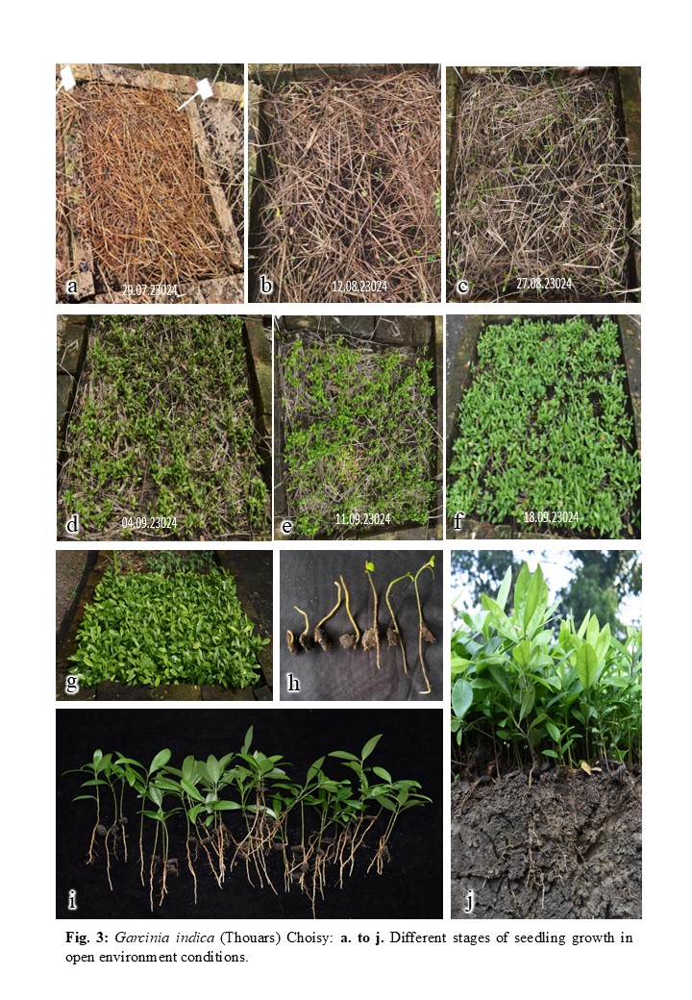 a
29.07.23024
b
12.08.23024
c
27.08.23024
d
04.09.23024
e
11.09.23024
f
18.09.23024
g
h
i
j
Fig. 3: Garcinia indica (Thouars) Choisy: a. to j. Different stages of seedling growth in
open environment conditions.